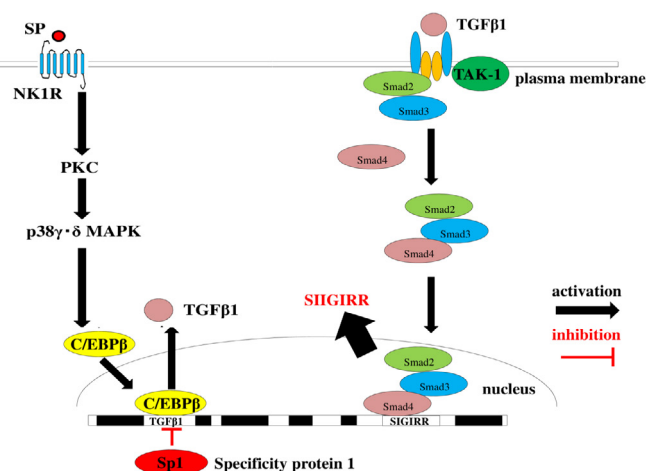 SP
TGFβ1
TAK-1
plasma membrane
NK1R
Smad2
Smad3
PKC
Smad4
p38γ・δ MAPK
Smad2
Smad3
Smad4
TGFβ1
SIIGIRR
activation
inhibition
C/EBPβ
Smad2
Smad3
nucleus
C/EBPβ
Smad4
TGFβ1
SIGIRR
Sp1
Specificity protein 1